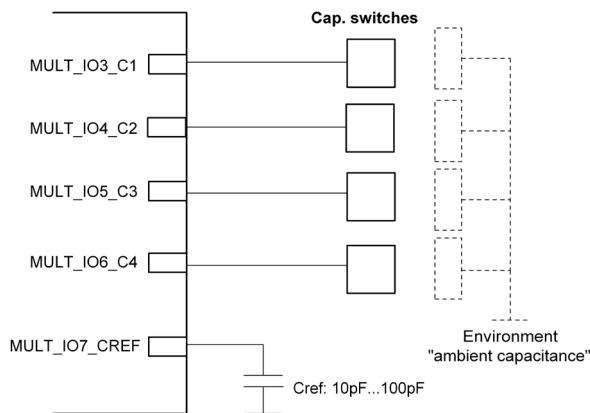 Cap. switches
MULT_IO3_C1
MULT_IO4_C2
MULT_IO5_C3
MULT_IO6_C4
MULT_IO7_CREF
Environment
"ambient capacitance"
Cref: 10pF...100pF